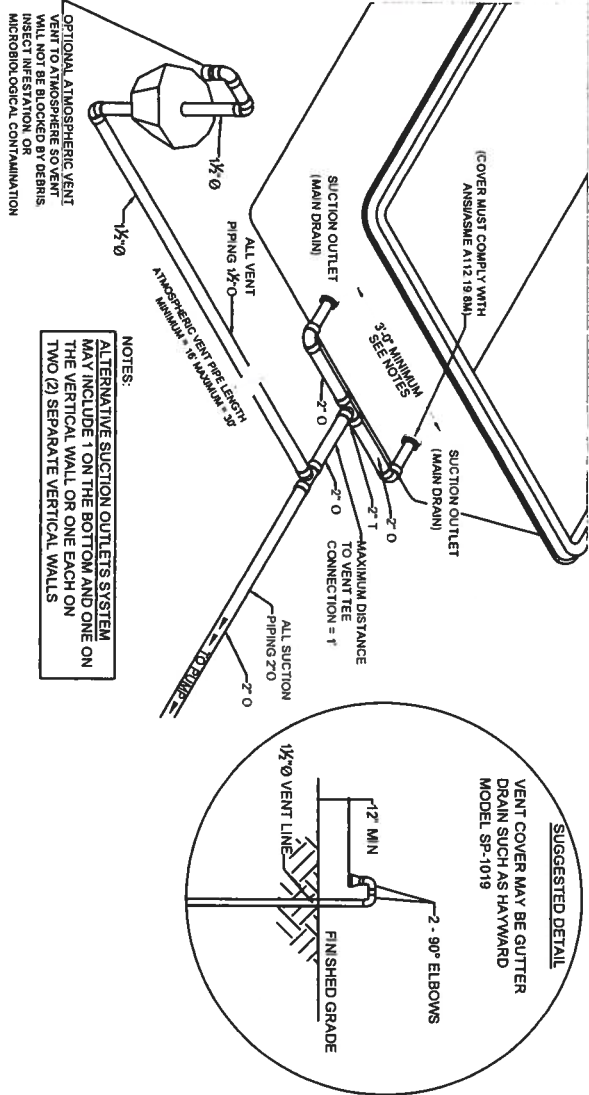 (COVER MUST COMPLY WITH
ANSI/ASME A112 19 8M)
SUCTION OUTLET
(MAIN DRAIN)
3'-0" MINIMUM
SEE NOTES
SUCTION OUTLET
(MAIN DRAIN)
2" O
2" T
2" O
2" O
MAXIMUM DISTANCE
TO VENT TEE
CONNECTION = 1'
ALL VENT
PIPING 1½"O
1½"Ø
1½"Ø
ATMOSPHERIC VENT PIPE LENGTH
MINIMUM = 16' MAXIMUM = 30'
OPTIONAL ATMOSPHERIC VENT
VENT TO ATMOSPHERE SO VENT
WILL NOT BE BLOCKED BY DEBRIS,
INSECT INFESTATION, OR
MICROBIOLOGICAL CONTAMINATION
ALL SUCTION
PIPING 2"O
2" O
TO PUMP
NOTES:
ALTERNATIVE SUCTION OUTLETS SYSTEM
MAY INCLUDE 1 ON THE BOTTOM AND ONE ON
THE VERTICAL WALL OR ONE EACH ON
TWO (2) SEPARATE VERTICAL WALLS
SUGGESTED DETAIL
VENT COVER MAY BE GUTTER
DRAIN SUCH AS HAYWARD
MODEL SP-1019
2 - 90° ELBOWS
12" MIN
FINISHED GRADE
1½"Ø VENT LINE